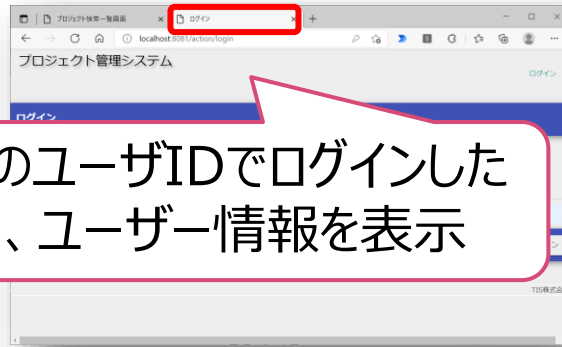 プロジェクト検索一覧画面
ログイン
localhost:8081/action/login
プロジェクト管理システム
ログイン
ログイン
のユーザIDでログインした
、ユーザー情報を表示
ン
TIS株式会